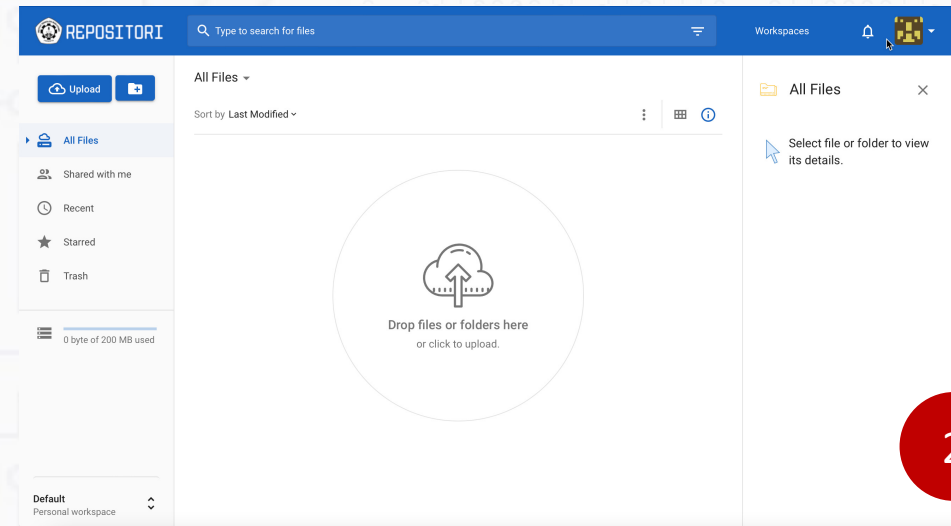 REPOSITORI
Type to search for files
Workspaces
Upload
All Files
Shared with me
Recent
Starred
Trash
0 byte of 200 MB used
Default
Personal workspace
All Files
Sort by Last Modified
Drop files or folders here
or click to upload.
All Files
Select file or folder to view
its details.
2